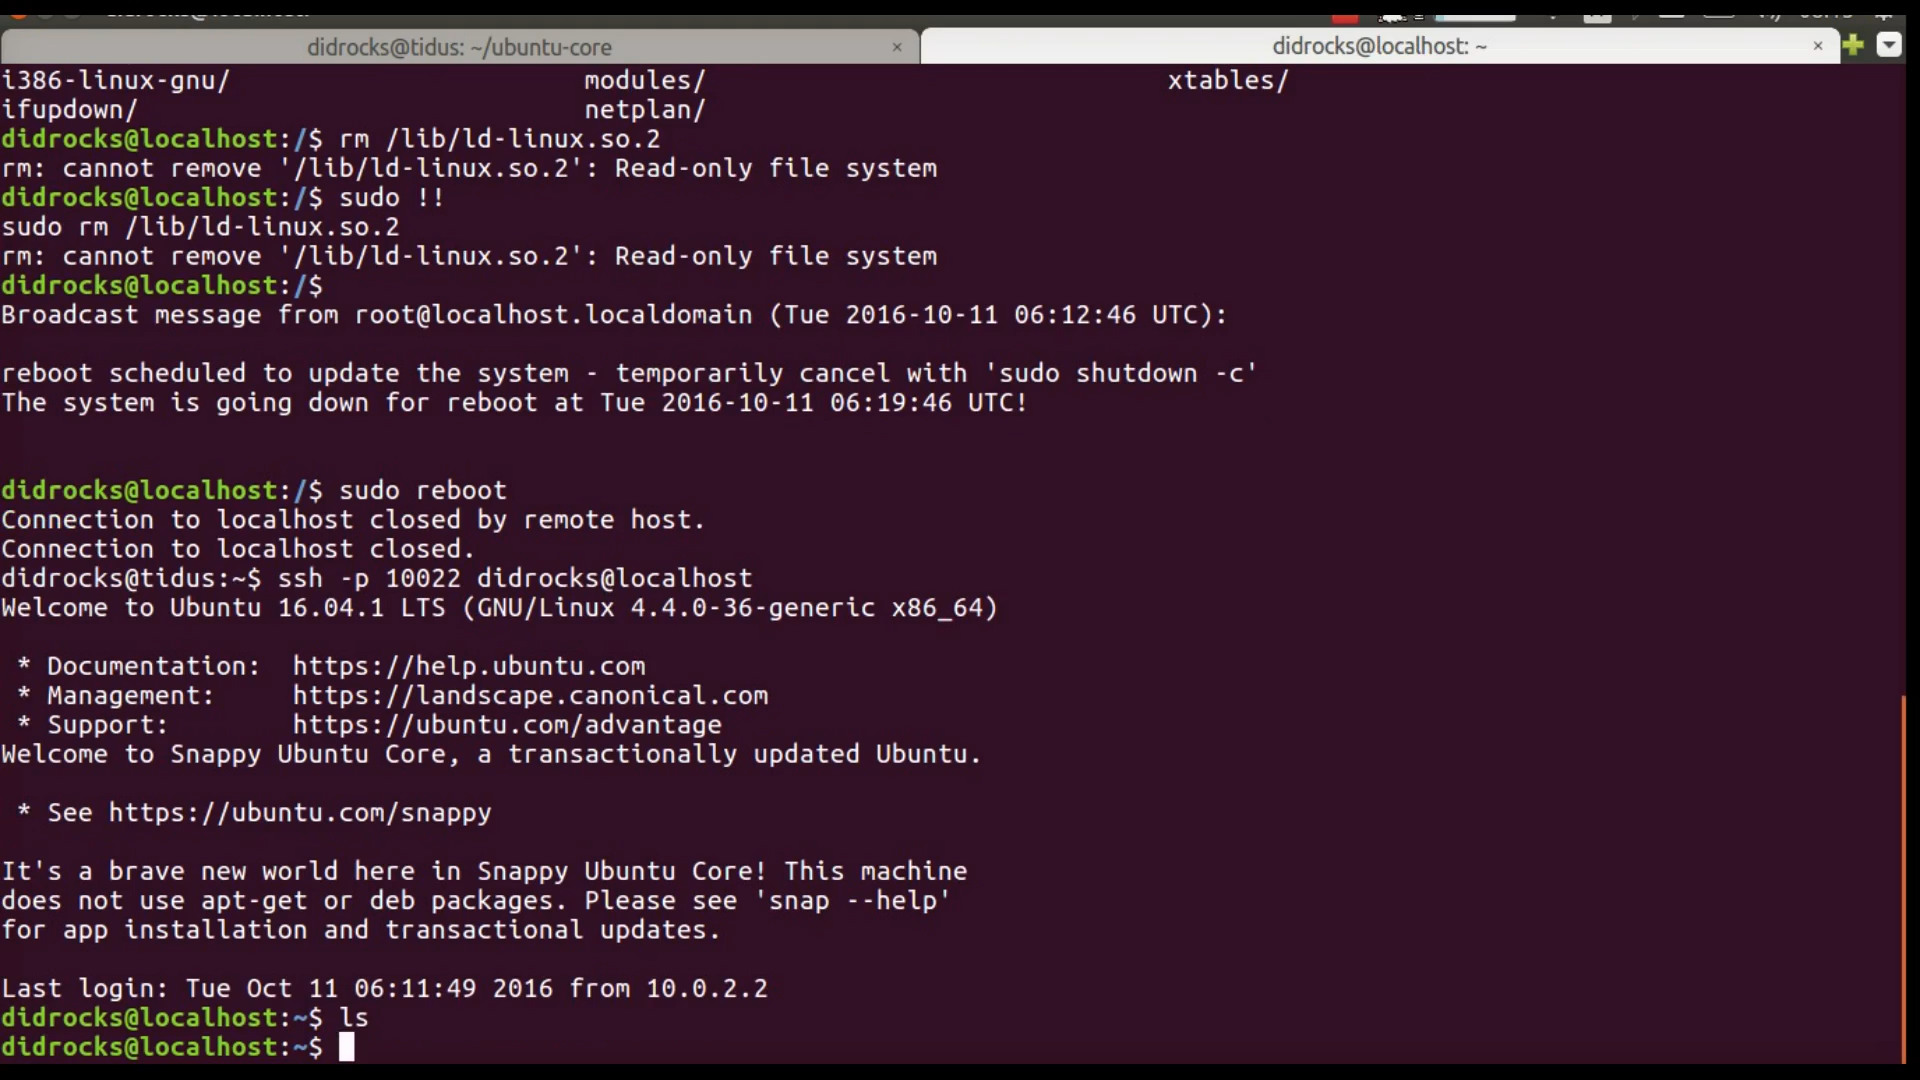 didrocks@tidus: ~/ubuntu-core × didrocks@localhost: ~ ×
i386-linux-gnu/ modules/ xtables/
ifupdown/ netplan/
didrocks@localhost:/$ rm /lib/ld-linux.so.2
rm: cannot remove '/lib/ld-linux.so.2': Read-only file system
didrocks@localhost:/$ sudo !!
sudo rm /lib/ld-linux.so.2
rm: cannot remove '/lib/ld-linux.so.2': Read-only file system
didrocks@localhost:/$
Broadcast message from root@localhost.localdomain (Tue 2016-10-11 06:12:46 UTC):
reboot scheduled to update the system - temporarily cancel with 'sudo shutdown -c'
The system is going down for reboot at Tue 2016-10-11 06:19:46 UTC!
didrocks@localhost:/$ sudo reboot
Connection to localhost closed by remote host.
Connection to localhost closed.
didrocks@tidus:~$ ssh -p 10022 didrocks@localhost
Welcome to Ubuntu 16.04.1 LTS (GNU/Linux 4.4.0-36-generic x86_64)
* Documentation: https://help.ubuntu.com
* Management: https://landscape.canonical.com
* Support: https://ubuntu.com/advantage
Welcome to Snappy Ubuntu Core, a transactionally updated Ubuntu.
* See https://ubuntu.com/snappy
It's a brave new world here in Snappy Ubuntu Core! This machine
does not use apt-get or deb packages. Please see 'snap --help'
for app installation and transactional updates.
Last login: Tue Oct 11 06:11:49 2016 from 10.0.2.2
didrocks@localhost:~$ ls
didrocks@localhost:~$